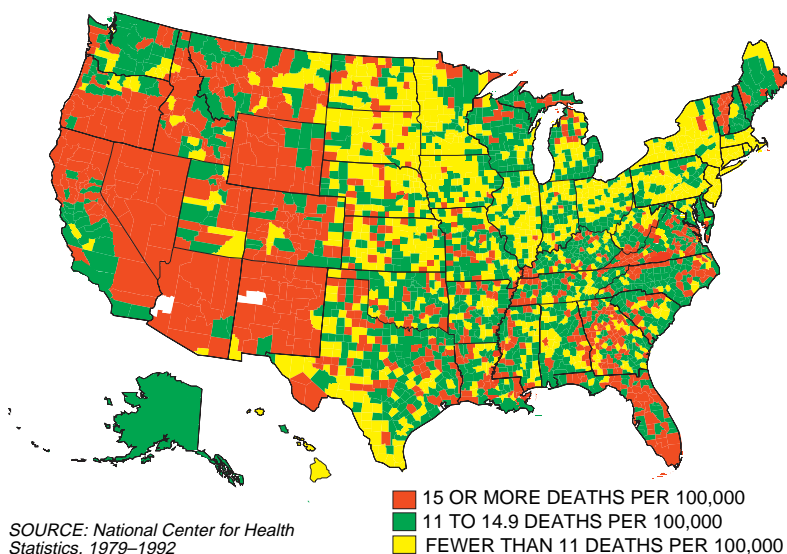 15 OR MORE DEATHS PER 100,000
11 TO 14.9 DEATHS PER 100,000
FEWER THAN 11 DEATHS PER 100,000
SOURCE: National Center for Health
Statistics, 1979–1992